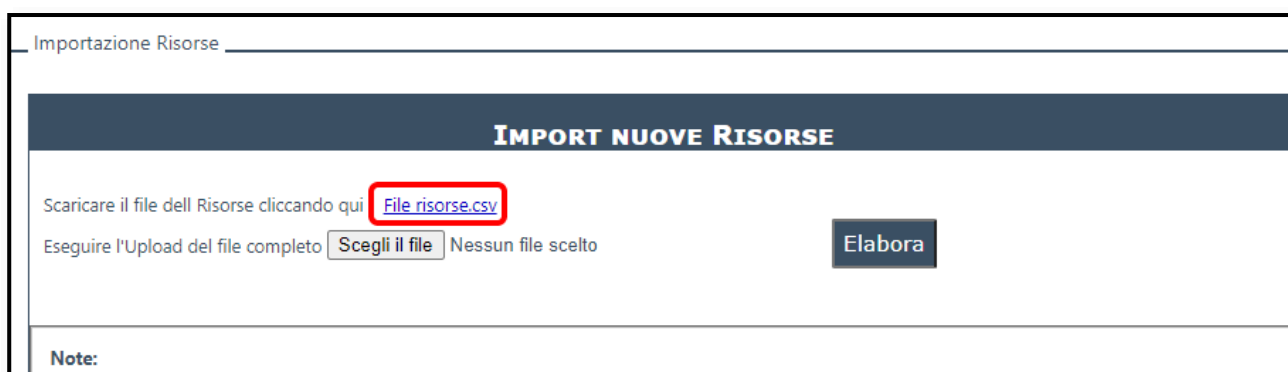 Importazione Risorse
Import nuove Risorse
Scaricare il file dell Risorse cliccando qui File risorse.csv
Eseguire l'Upload del file completo Scegli il file Nessun file scelto
Elabora
Note: